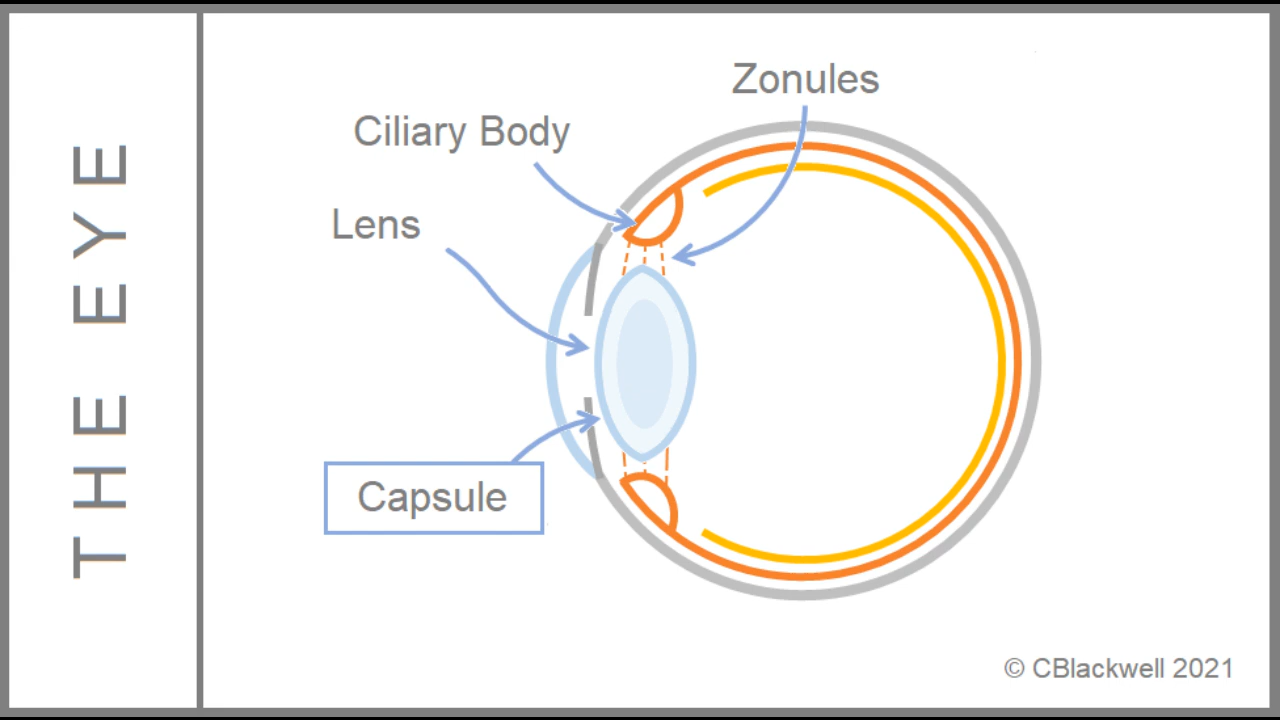 THE EYE
Zonules
Ciliary Body
Lens
Capsule
© CBlackwell 2021